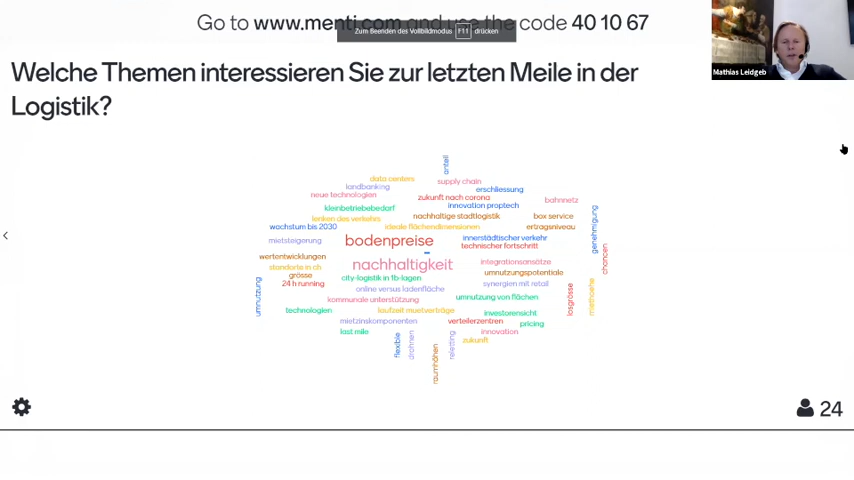 Go to www.menti.com and use the code 40 10 67
Zum Beenden des Vollbildmodus F11 drücken
Mathias Leidgeb
Welche Themen interessieren Sie zur letzten Meile in der
Logistik?
anteil
data centers
supply chain
landbanking
erschliessung
neue technologien
zukunft nach corona
bahnnetz
innovation proptech
kleinbetriebebedarf
nachhaltige stadtlogistik
box service
genehmigung
lenken des verkehrs
wachstum bis 2030
ideale flächendimensionen
ertragsniveau
mietsteigerung
bodenpreise
innerstädtischer verkehr
technischer fortschritt
chancen
-
wertentwicklungen
nachhaltigkeit
integrationsansätze
standorte in ch
umnutzungspotentiale
grösse
city-logistik in 1b-lagen
24 h running
synergien mit retail
umnutzung
online versus ladenfläche
losgrösse
miethoehe
kommunale unterstützung
umnutzung von flächen
technologien
laufzeit muetverträge
investorensicht
mietzinskomponenten
verteilerzentren
pricing
last mile
innovation
flexible
drohnen
reletting
zukunft
raumhöhen
24